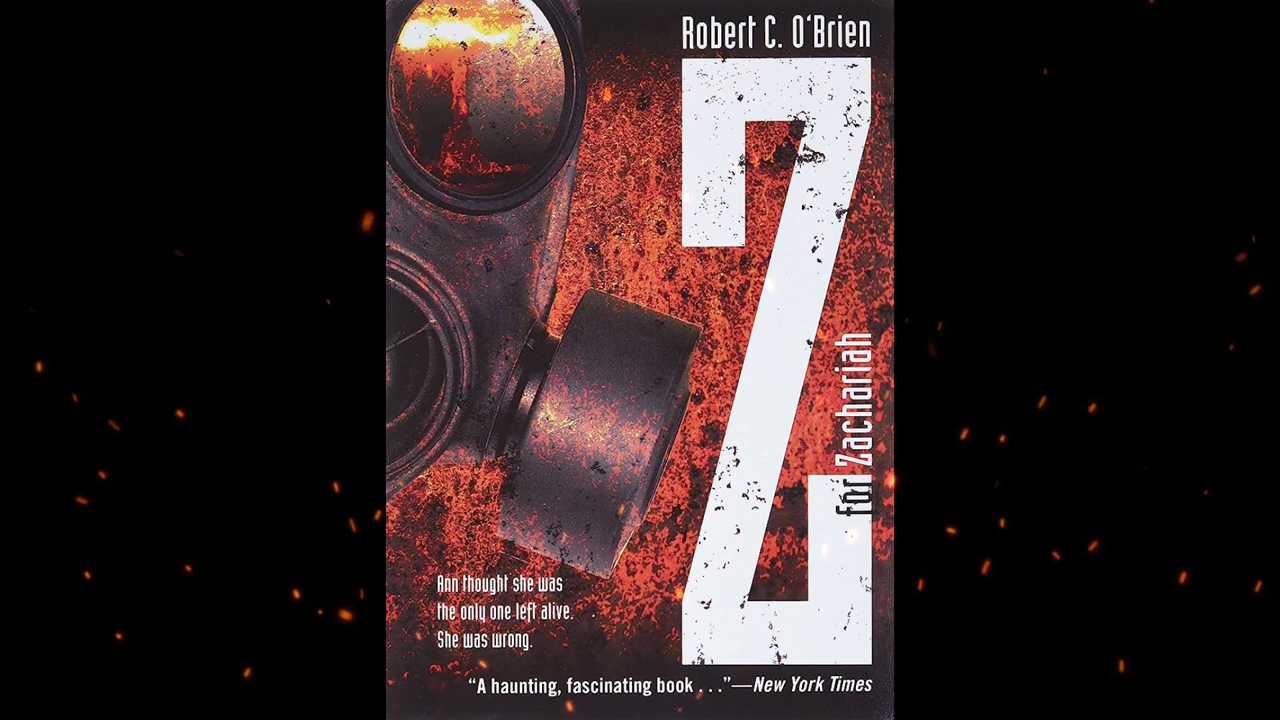 Robert C. O'Brien
Z
for Zachariah
Ann thought she was
the only one left alive.
She was wrong.
“A haunting, fascinating book . . .”—New York Times